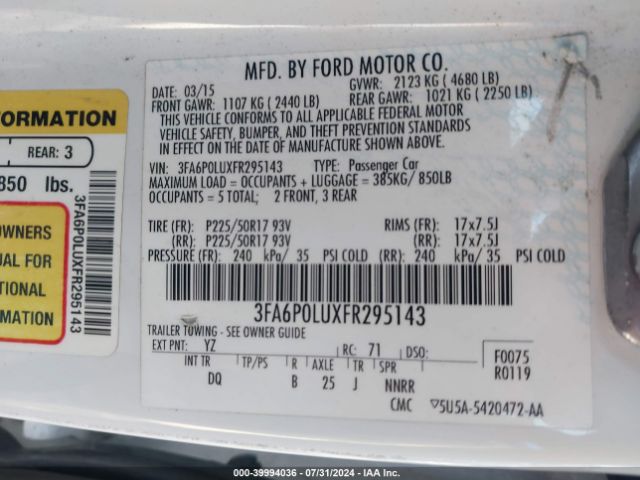 FORMATION
REAR: 3
850 lbs.
OWNERS
UAL FOR
TIONAL
FORMATION
3FA6P0LUXFR295143
MFD. BY FORD MOTOR CO.
03/15
GVWR: 2123 KG ( 4680 LB)
FRONT GAWR: 1107 KG ( 2440 LB)
REAR GAWR: 1021 KG ( 2250 LB)
THIS VEHICLE CONFORMS TO ALL APPLICABLE FEDERAL MOTOR
VEHICLE SAFETY, BUMPER, AND THEFT PREVENTION STANDARDS
IN EFFECT ON THE DATE OF MANUFACTURE SHOWN ABOVE.
VIN: 3FA6P0LUXFR295143 TYPE: Passenger Car
MAXIMUM LOAD = OCCUPANTS + LUGGAGE = 385KG/ 850LB
OCCUPANTS = 5 TOTAL; 2 FRONT, 3 REAR
TIRE (FR): P225/50R17 93V RIMS (FR): 17x7.5J
(RR): P225/50R17 93V (RR): 17x7.5J
PRESSURE (FR): 240 kPa/ 35 PSI COLD (RR): 240 kPa/ 35 PSI COLD
3FA6P0LUXFR295143
TRAILER TOWING - SEE OWNER GUIDE
EXT PNT: YZ RC: 71 DSO:
INT TR TP/PS R AXLE TR SPR
DQ B 25 J NNRR
F0075
R0119
CMC 5U5A-5420472-AA
000-39994036 - 07/31/2024 - IAA Inc.